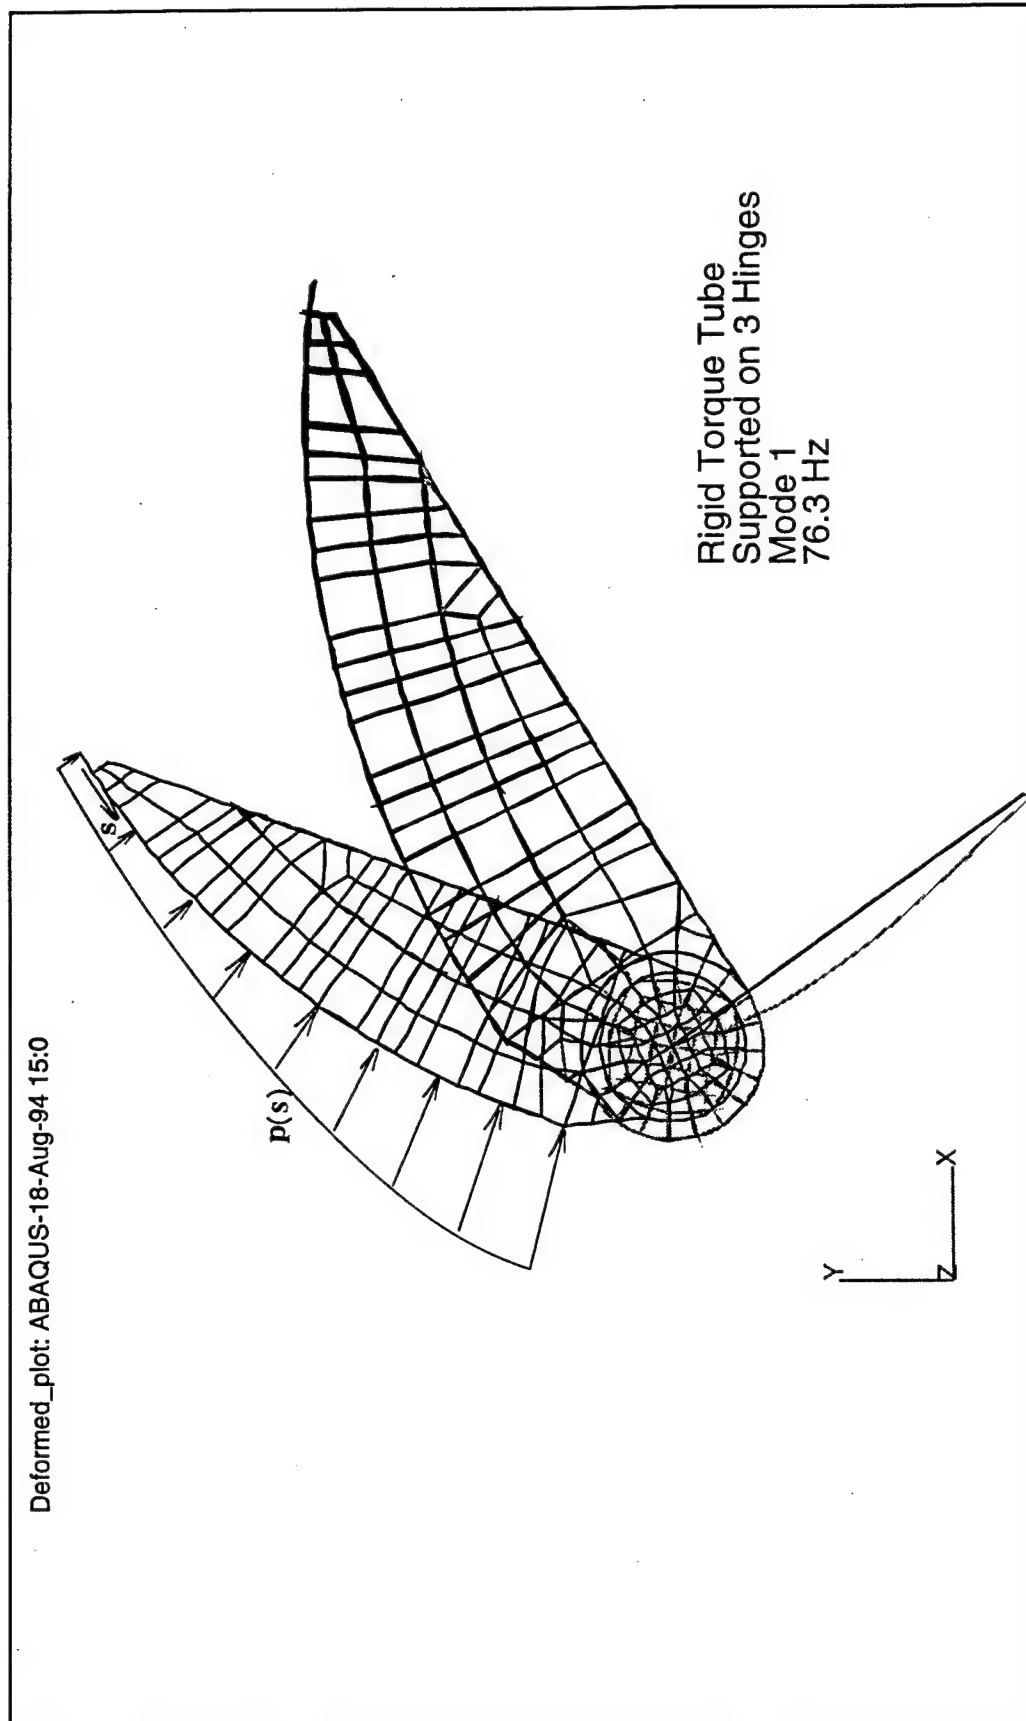 Deformed_plot: ABAQUS-18-Aug-94 15:0
s
p(s)
Rigid Torque Tube
Supported on 3 Hinges
Mode 1
76.3 Hz
Y
Z
X